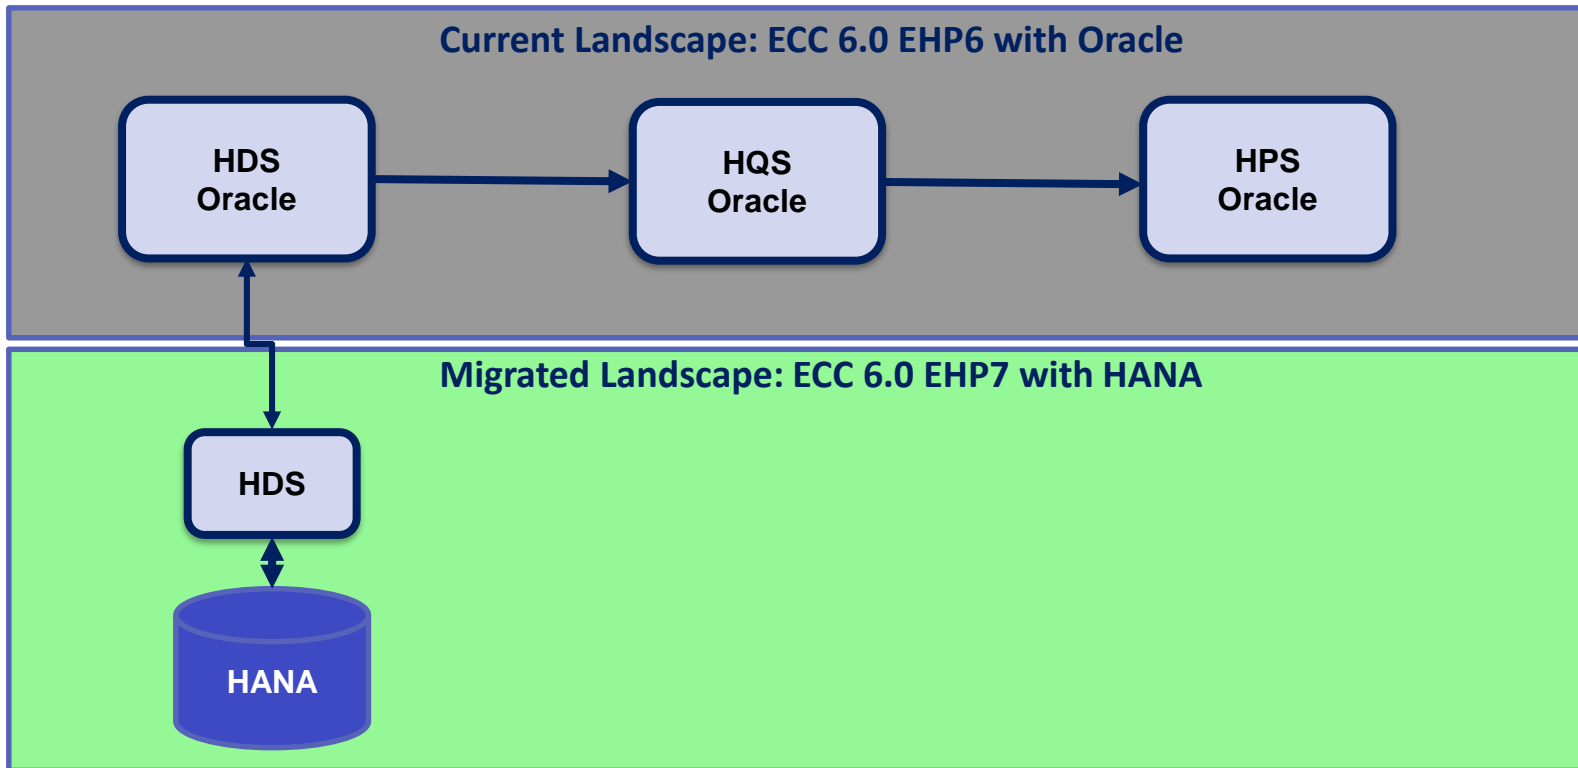 Current Landscape: ECC 6.0 EHP6 with Oracle
HDS
Oracle
HQS
Oracle
HPS
Oracle
Migrated Landscape: ECC 6.0 EHP7 with HANA
HDS
HANA